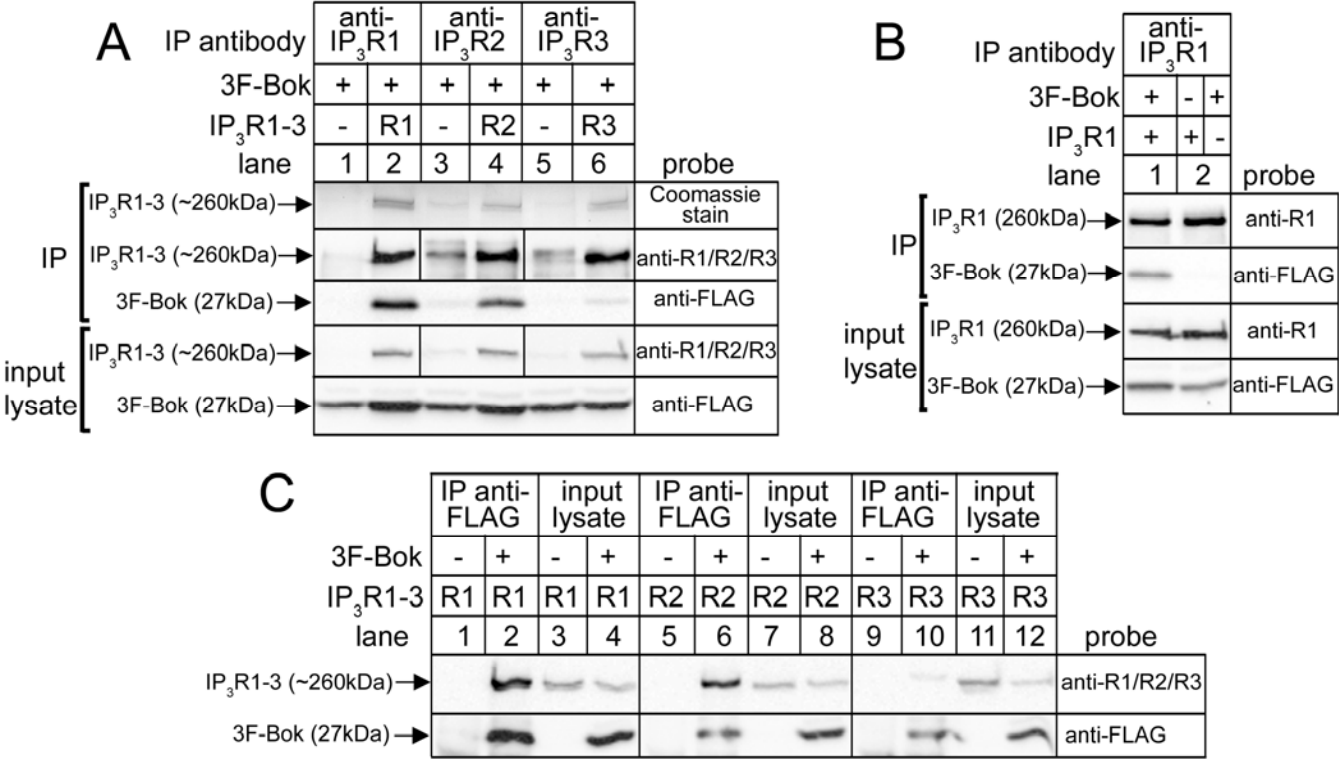 A
IP antibody
anti-IP₃R1
anti-IP₃R2
anti-IP₃R3
3F-Bok + + + + + +
IP₃R1-3 - R1 - R2 - R3
lane 1 2 3 4 5 6 probe
IP
IP₃R1-3 (~260kDa) Coomassie stain
IP₃R1-3 (~260kDa) anti-R1/R2/R3
3F-Bok (27kDa) anti-FLAG
input lysate
IP₃R1-3 (~260kDa) anti-R1/R2/R3
3F-Bok (27kDa) anti-FLAG
B
IP antibody
anti-IP₃R1
3F-Bok + - +
IP₃R1 + + -
lane 1 2 probe
IP
IP₃R1 (260kDa) anti-R1
3F-Bok (27kDa) anti-FLAG
input lysate
IP₃R1 (260kDa) anti-R1
3F-Bok (27kDa) anti-FLAG
C
IP anti-FLAG
input lysate
IP anti-FLAG
input lysate
IP anti-FLAG
input lysate
3F-Bok - + - + - + - + - + - +
IP₃R1-3 R1 R1 R1 R1 R2 R2 R2 R2 R3 R3 R3 R3
lane 1 2 3 4 5 6 7 8 9 10 11 12 probe
IP₃R1-3 (~260kDa) anti-R1/R2/R3
3F-Bok (27kDa) anti-FLAG